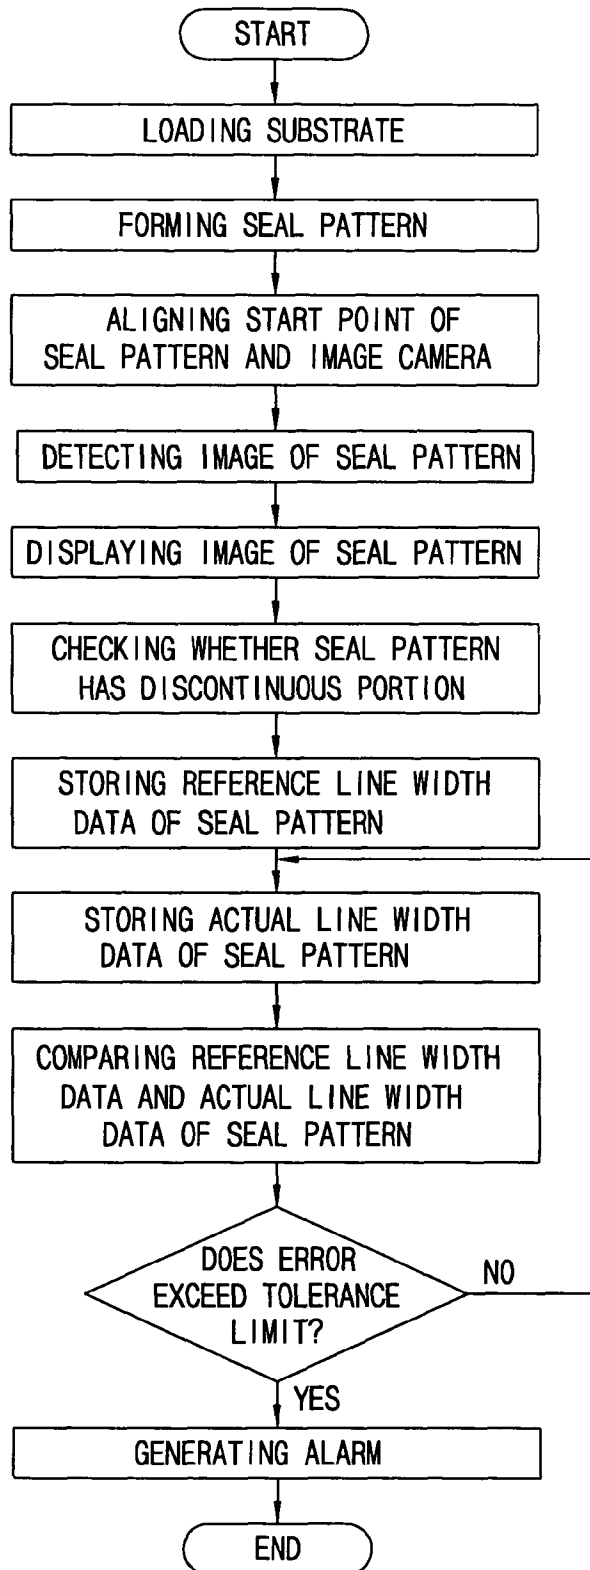 START
LOADING SUBSTRATE
FORMING SEAL PATTERN
ALIGNING START POINT OF
SEAL PATTERN AND IMAGE CAMERA
DETECTING IMAGE OF SEAL PATTERN
DISPLAYING IMAGE OF SEAL PATTERN
CHECKING WHETHER SEAL PATTERN
HAS DISCONTINUOUS PORTION
STORING REFERENCE LINE WIDTH
DATA OF SEAL PATTERN
STORING ACTUAL LINE WIDTH
DATA OF SEAL PATTERN
COMPARING REFERENCE LINE WIDTH
DATA AND ACTUAL LINE WIDTH
DATA OF SEAL PATTERN
DOES ERROR
EXCEED TOLERANCE
LIMIT?
NO
YES
GENERATING ALARM
END